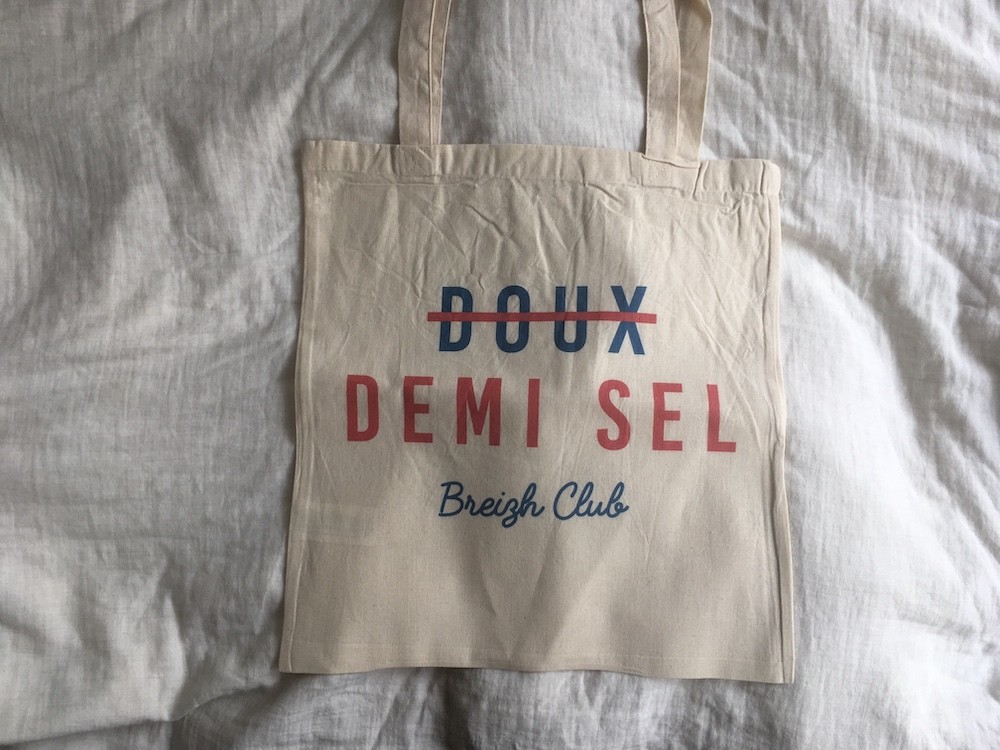 DOUX
DEMI SEL
Breizh Club